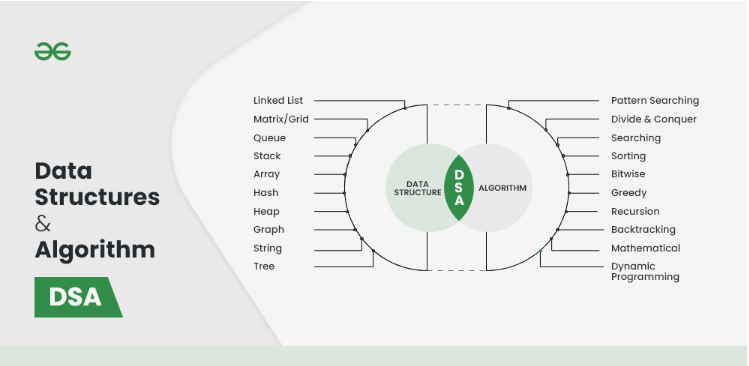 Data
Structures
&
Algorithm
DSA
Linked List
Matrix/Grid
Queue
Stack
Array
Hash
Heap
Graph
String
Tree
DATA
STRUCTURE
D
S
A
ALGORITHM
Pattern Searching
Divide & Conquer
Searching
Sorting
Bitwise
Greedy
Recursion
Backtracking
Mathematical
Dynamic
Programming